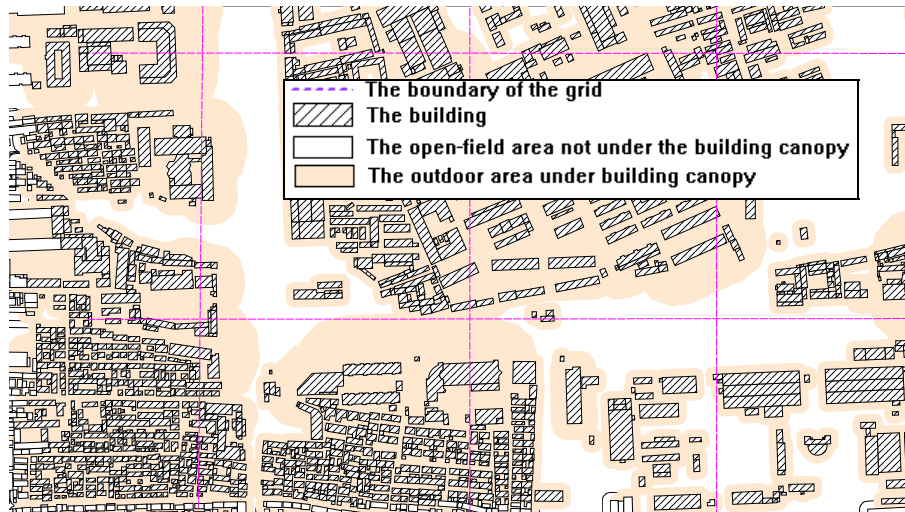 The boundary of the grid
The building
The open-field area not under the building canopy
The outdoor area under building canopy